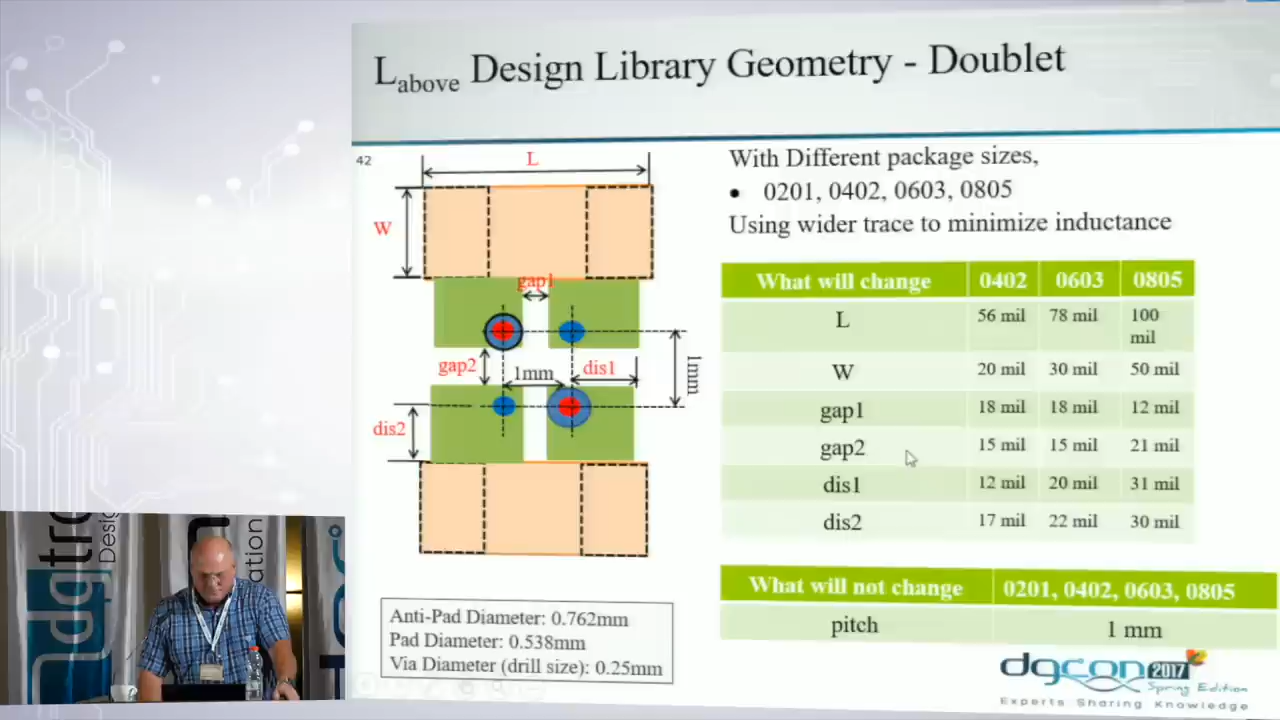 L above Design Library Geometry - Doublet
42
L
W
gap1
gap2
1mm
dis1
1mm
dis2
Anti-Pad Diameter: 0.762mm
Pad Diameter: 0.538mm
Via Diameter (drill size): 0.25mm
With Different package sizes,
• 0201, 0402, 0603, 0805
Using wider trace to minimize inductance
What will change 0402 0603 0805
L 56 mil 78 mil 100 mil
W 20 mil 30 mil 50 mil
gap1 18 mil 18 mil 12 mil
gap2 15 mil 15 mil 21 mil
dis1 12 mil 20 mil 31 mil
dis2 17 mil 22 mil 30 mil
What will not change 0201, 0402, 0603, 0805
pitch 1 mm
dgcon 2017
Spring Edition
Experts Sharing Knowledge